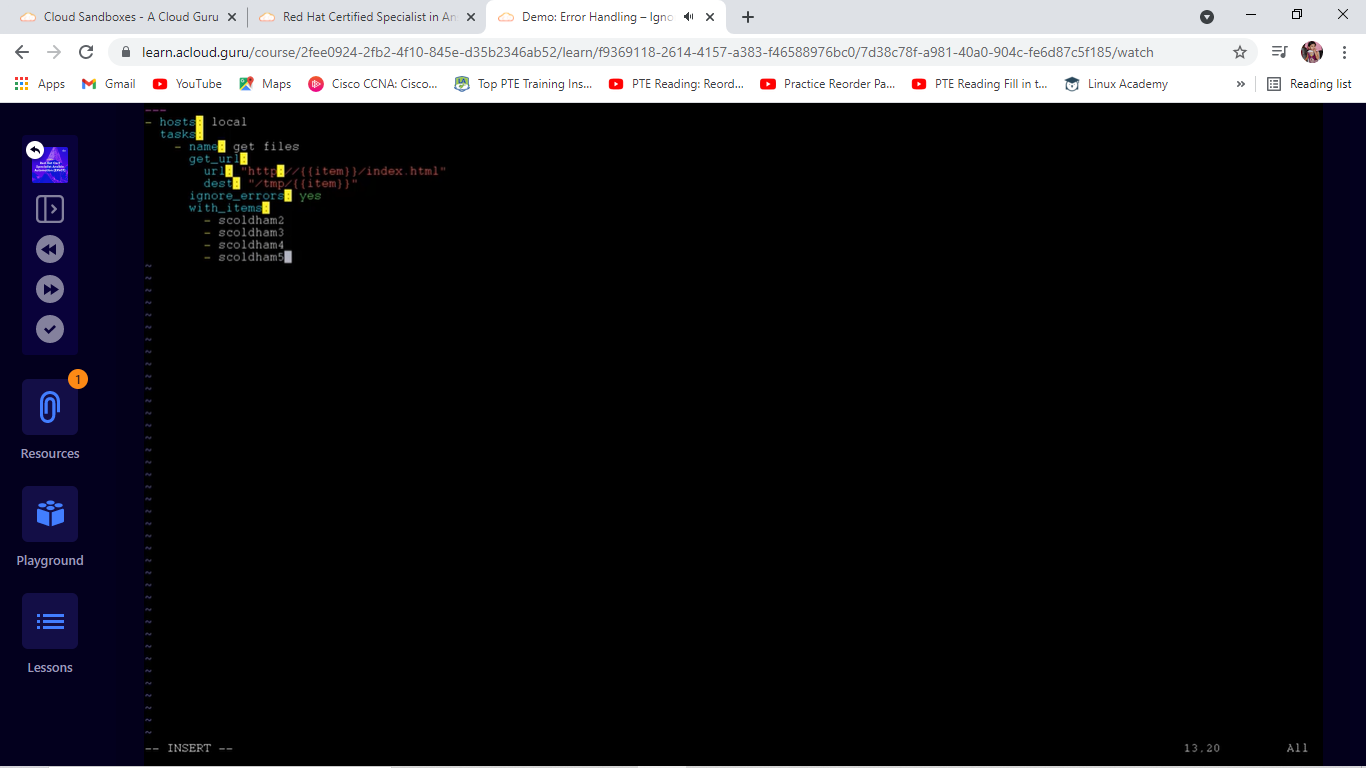 Cloud Sandboxes - A Cloud Guru
Red Hat Certified Specialist in An
Demo: Error Handling – Igno
learn.acloud.guru/course/2fee0924-2fb2-4f10-845e-d35b2346ab52/learn/f9369118-2614-4157-a383-f46588976bc0/7d38c78f-a981-40a0-904c-fe6d87c5f185/watch
Apps Gmail YouTube Maps Cisco CCNA: Cisco... Top PTE Training Ins... PTE Reading: Reord... Practice Reorder Pa... PTE Reading Fill in t... Linux Academy » Reading list
---
- hosts: local
  tasks:
    - name: get files
      get_url:
        url: "http://{{item}}/index.html"
        dest: "/tmp/{{item}}"
      ignore_errors: yes
      with_items:
        - scoldham2
        - scoldham3
        - scoldham4
        - scoldham5
-- INSERT -- 13,20 All
1
Resources
Playground
Lessons